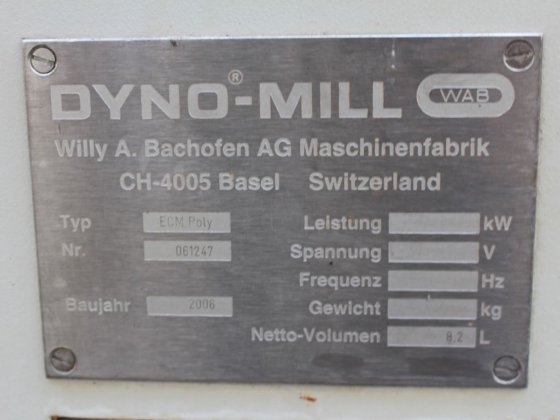 DYNO®-MILL WAB
Willy A. Bachofen AG Maschinenfabrik
CH-4005 Basel Switzerland
Typ ECM Poly Leistung kW
Nr. 061247 Spannung V
Frequenz Hz
Baujahr 2006 Gewicht kg
Netto-Volumen 8,2 L